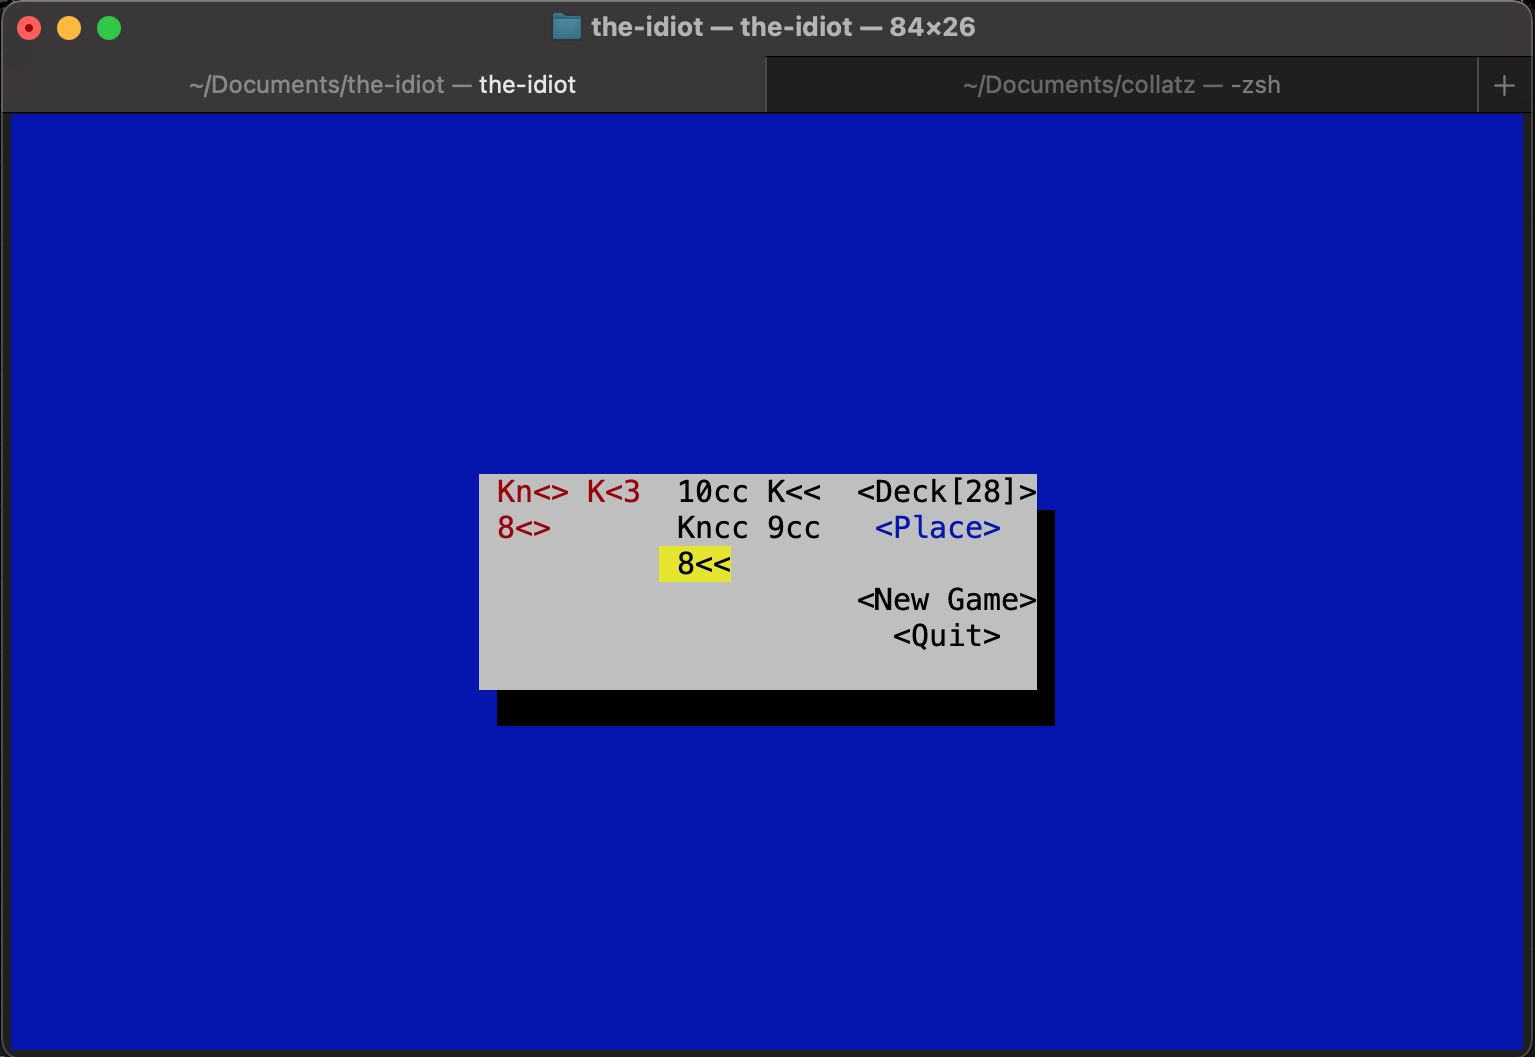 the-idiot — the-idiot — 84×26
~/Documents/the-idiot — the-idiot ~/Documents/collatz — -zsh +
Kn<> K<3 10cc K<< <Deck[28]>
8<> Kncc 9cc <Place>
8<<
<New Game>
<Quit>